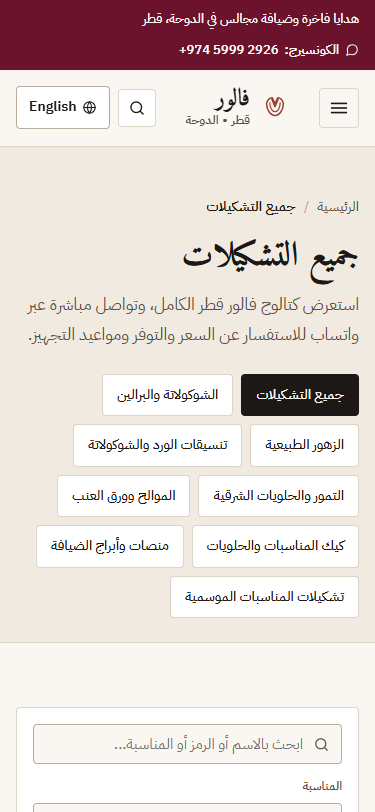 هدايا فاخرة وضيافة مجالس في الدوحة، قطر
الكونسيرج: +974 5999 2926
فالور
قطر • الدوحة
English
الرئيسية / جميع التشكيلات
جميع التشكيلات
استعرض كتالوج فالور قطر الكامل، وتواصل مباشرة عبر
واتساب للاستفسار عن السعر والتوفر ومواعيد التجهيز.
جميع التشكيلات
الشوكولاتة والبرالين
الزهور الطبيعية
تنسيقات الورد والشوكولاتة
التمور والحلويات الشرقية
الموالح وورق العنب
كيك المناسبات والحلويات
منصات وأبراج الضيافة
تشكيلات المناسبات الموسمية
ابحث بالاسم أو الرمز أو المناسبة...
المناسبة